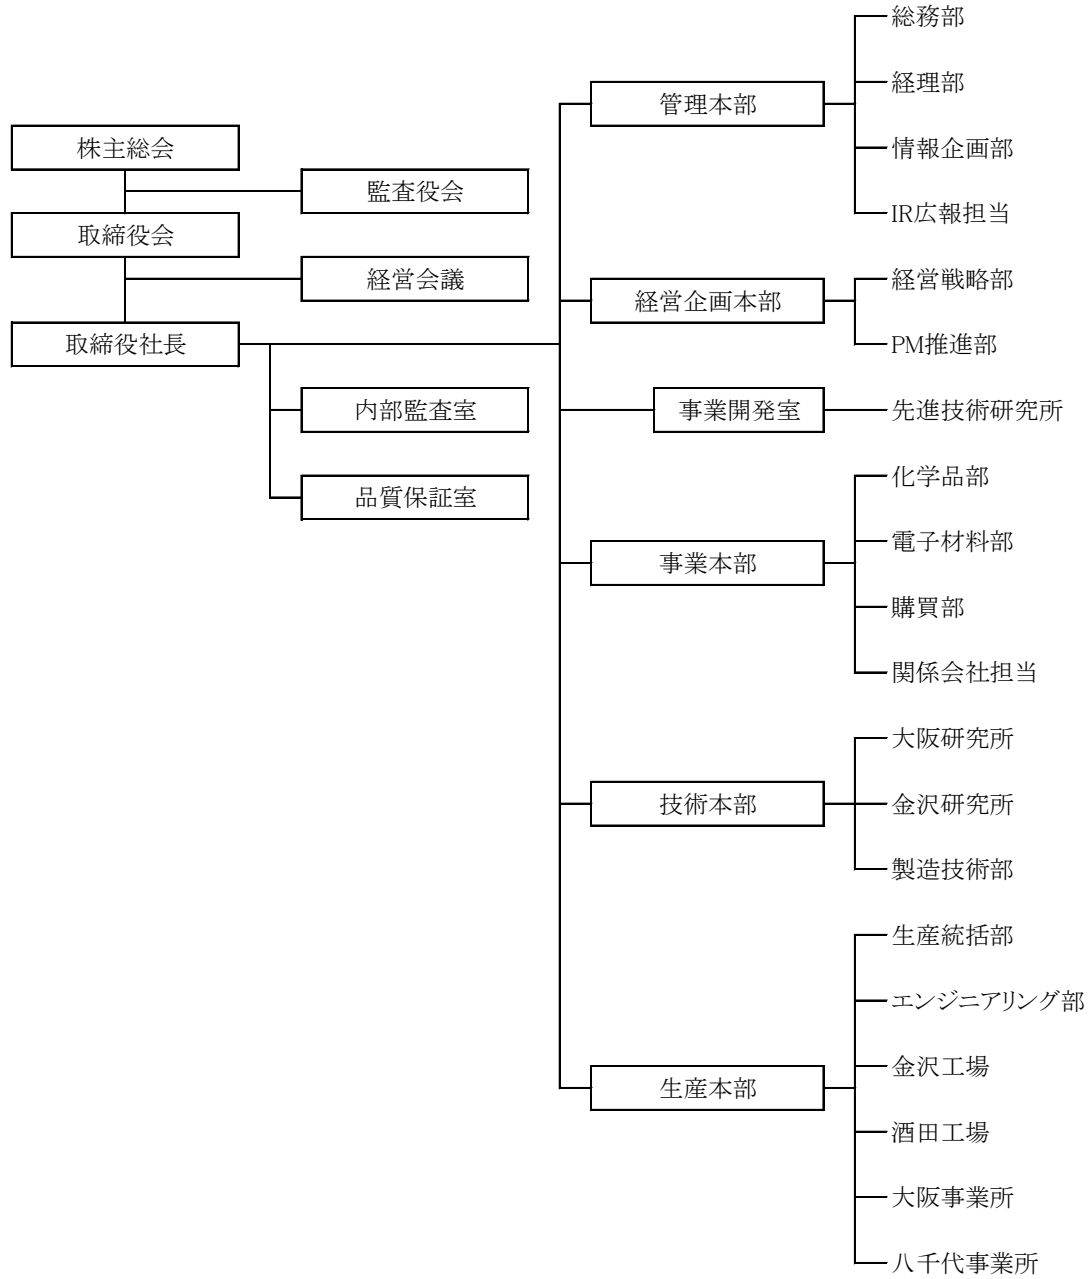 株主総会
監査役会
取締役会
経営会議
取締役社長
内部監査室
品質保証室
管理本部
総務部
経理部
情報企画部
IR広報担当
経営企画本部
経営戦略部
PM推進部
事業開発室
先進技術研究所
事業本部
化学品部
電子材料部
購買部
関係会社担当
技術本部
大阪研究所
金沢研究所
製造技術部
生産本部
生産統括部
エンジニアリング部
金沢工場
酒田工場
大阪事業所
八千代事業所